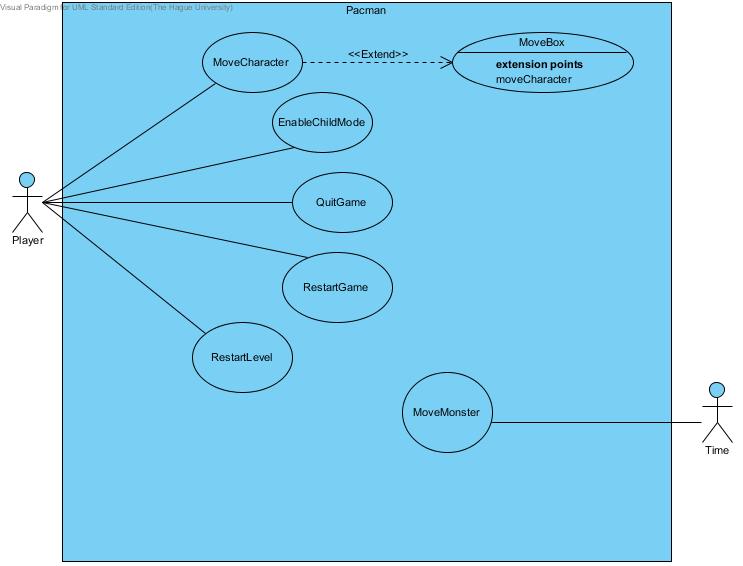 Visual Paradigm for UML Standard Edition(The Hague University)
Pacman
MoveCharacter
<<Extend>>
MoveBox
extension points
moveCharacter
EnableChildMode
QuitGame
Player
RestartGame
RestartLevel
MoveMonster
Time